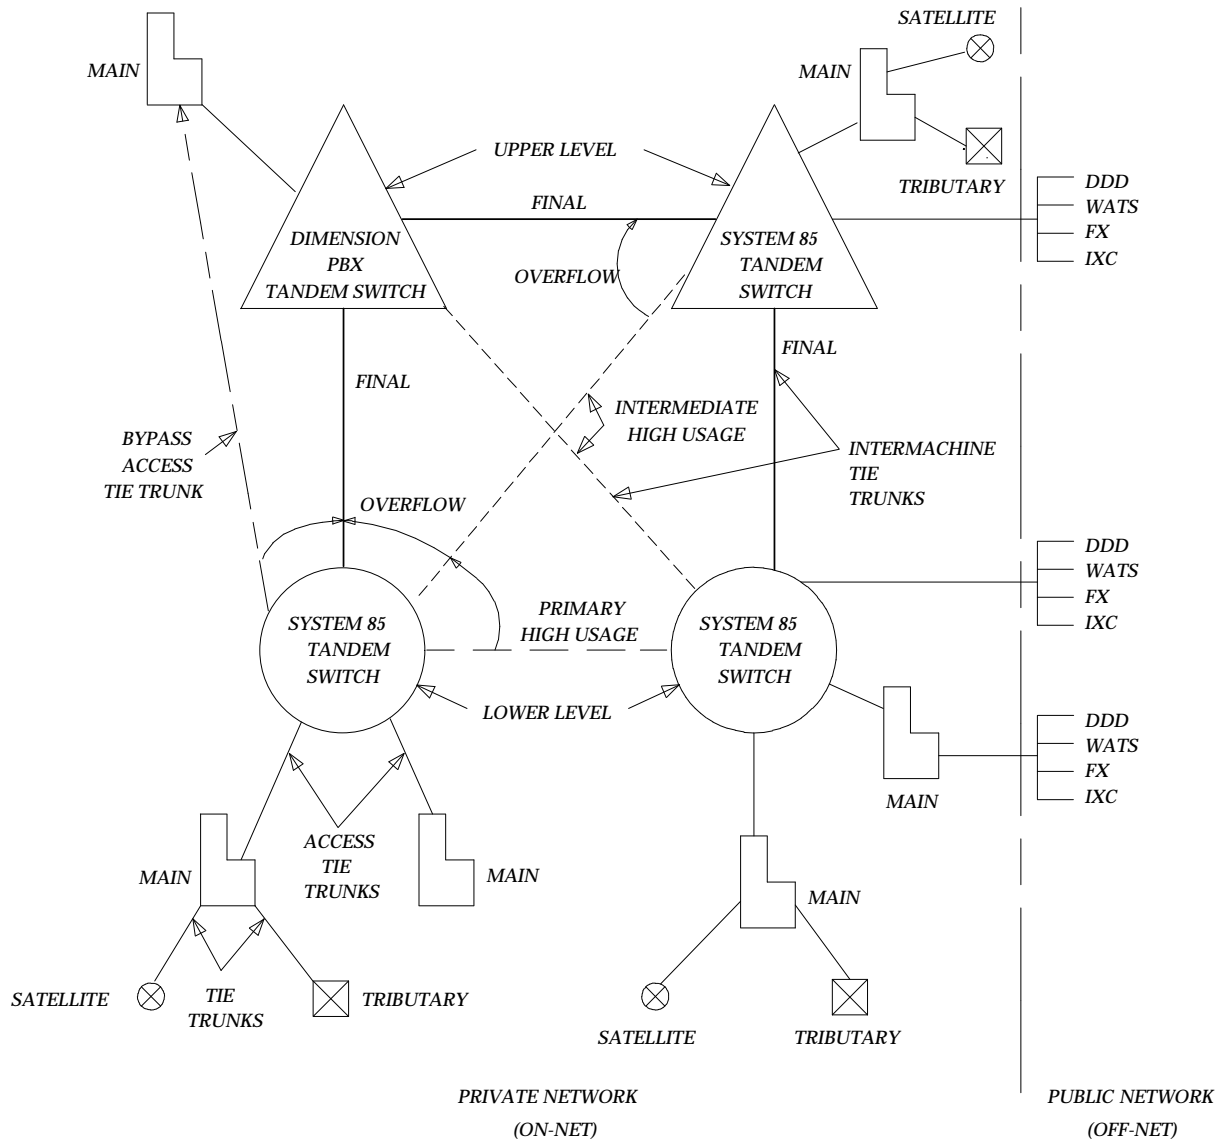 SATELLITE
MAIN
MAIN
UPPER LEVEL
TRIBUTARY
DDD
WATS
FX
IXC
FINAL
DIMENSION
PBX
TANDEM SWITCH
OVERFLOW
SYSTEM 85
TANDEM
SWITCH
FINAL
FINAL
INTERMEDIATE
HIGH USAGE
BYPASS
ACCESS
TIE TRUNK
INTERMACHINE
TIE
TRUNKS
OVERFLOW
DDD
WATS
FX
IXC
SYSTEM 85
TANDEM
SWITCH
PRIMARY
HIGH USAGE
SYSTEM 85
TANDEM
SWITCH
LOWER LEVEL
DDD
WATS
FX
IXC
MAIN
ACCESS
TIE
TRUNKS
MAIN
MAIN
MAIN
SATELLITE
TIE
TRUNKS
TRIBUTARY
SATELLITE
TRIBUTARY
PRIVATE NETWORK
(ON-NET)
PUBLIC NETWORK
(OFF-NET)